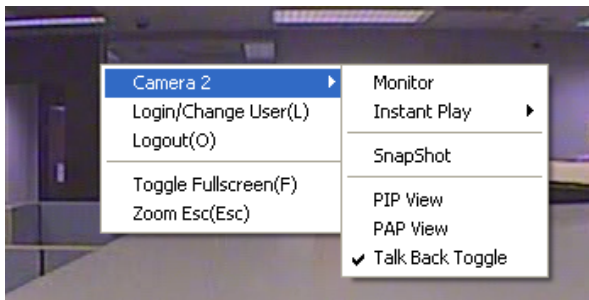 Camera 2
Login/Change User(L)
Logout(O)
Toggle Fullscreen(F)
Zoom Esc(Esc)
Monitor
Instant Play
SnapShot
PIP View
PAP View
Talk Back Toggle